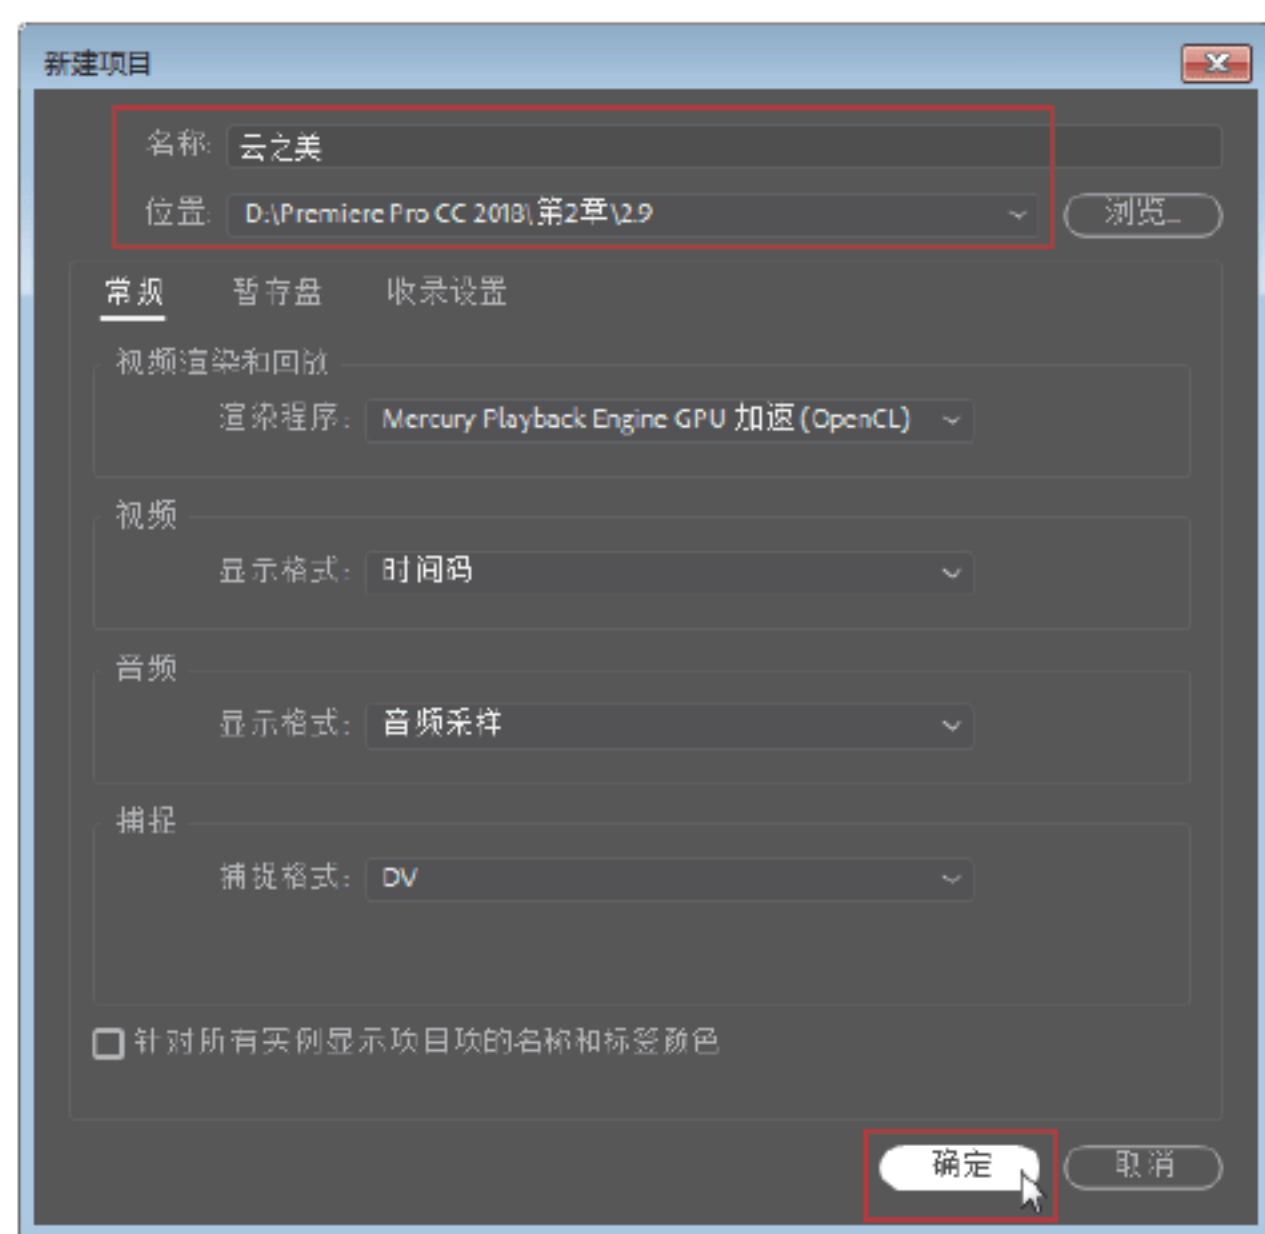 新建项目
名称: 云之美
位置: D:\Premiere Pro CC 2018\第2章\2.9 浏览...
常规 暂存盘 收录设置
视频渲染和回放
渲染程序: Mercury Playback Engine GPU 加速 (OpenCL)
视频
显示格式: 时间码
音频
显示格式: 音频采样
捕捉
捕捉格式: DV
针对所有实例显示项目项的名称和标签颜色
确定 取消